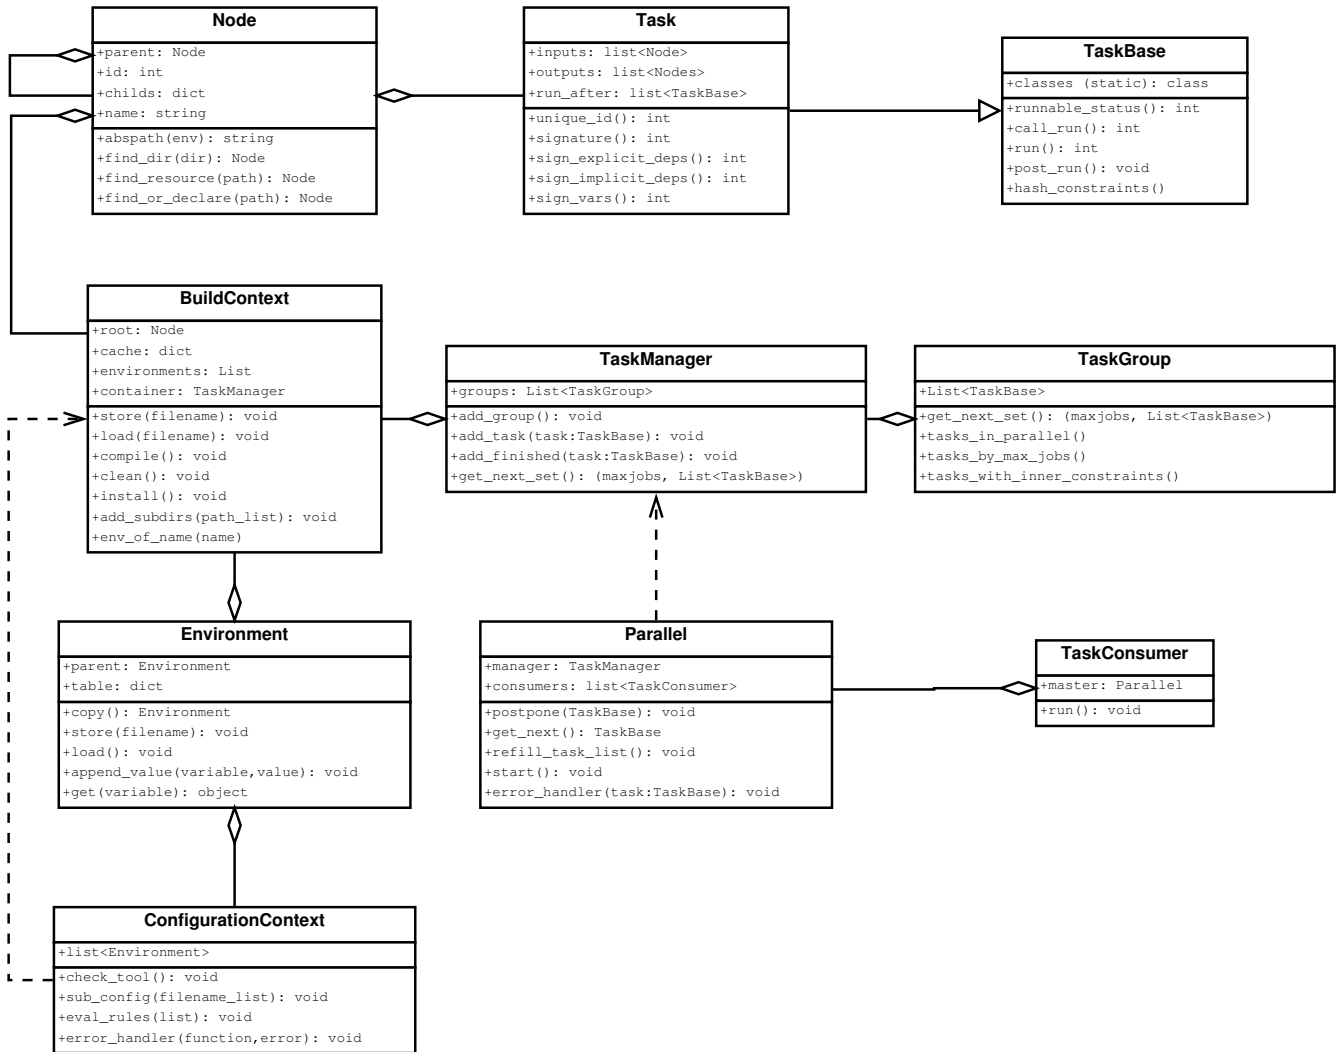 Node
+parent: Node
+id: int
+childs: dict
+name: string
+abspath(env): string
+find_dir(dir): Node
+find_resource(path): Node
+find_or_declare(path): Node
Task
+inputs: list<Node>
+outputs: list<Nodes>
+run_after: list<TaskBase>
+unique_id(): int
+signature(): int
+sign_explicit_deps(): int
+sign_implicit_deps(): int
+sign_vars(): int
TaskBase
+classes (static): class
+runnable_status(): int
+call_run(): int
+run(): int
+post_run(): void
+hash_constraints()
BuildContext
+root: Node
+cache: dict
+environments: List
+container: TaskManager
+store(filename): void
+load(filename): void
+compile(): void
+clean(): void
+install(): void
+add_subdirs(path_list): void
+env_of_name(name)
TaskManager
+groups: List<TaskGroup>
+add_group(): void
+add_task(task:TaskBase): void
+add_finished(task:TaskBase): void
+get_next_set(): (maxjobs, List<TaskBase>)
TaskGroup
+List<TaskBase>
+get_next_set(): (maxjobs, List<TaskBase>)
+tasks_in_parallel()
+tasks_by_max_jobs()
+tasks_with_inner_constraints()
Environment
+parent: Environment
+table: dict
+copy(): Environment
+store(filename): void
+load(): void
+append_value(variable,value): void
+get(variable): object
Parallel
+manager: TaskManager
+consumers: list<TaskConsumer>
+postpone(TaskBase): void
+get_next(): TaskBase
+refill_task_list(): void
+start(): void
+error_handler(task:TaskBase): void
TaskConsumer
+master: Parallel
+run(): void
ConfigurationContext
+list<Environment>
+check_tool(): void
+sub_config(filename_list): void
+eval_rules(list): void
+error_handler(function,error): void